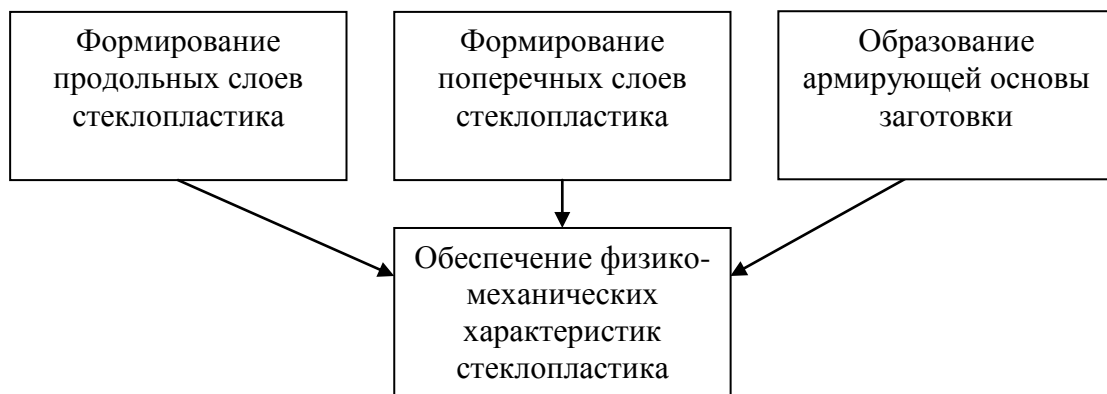 Формирование
продольных слоев
стеклопластика
Формирование
поперечных слоев
стеклопластика
Образование
армирующей основы
заготовки
Обеспечение физико-
механических
характеристик
стеклопластика